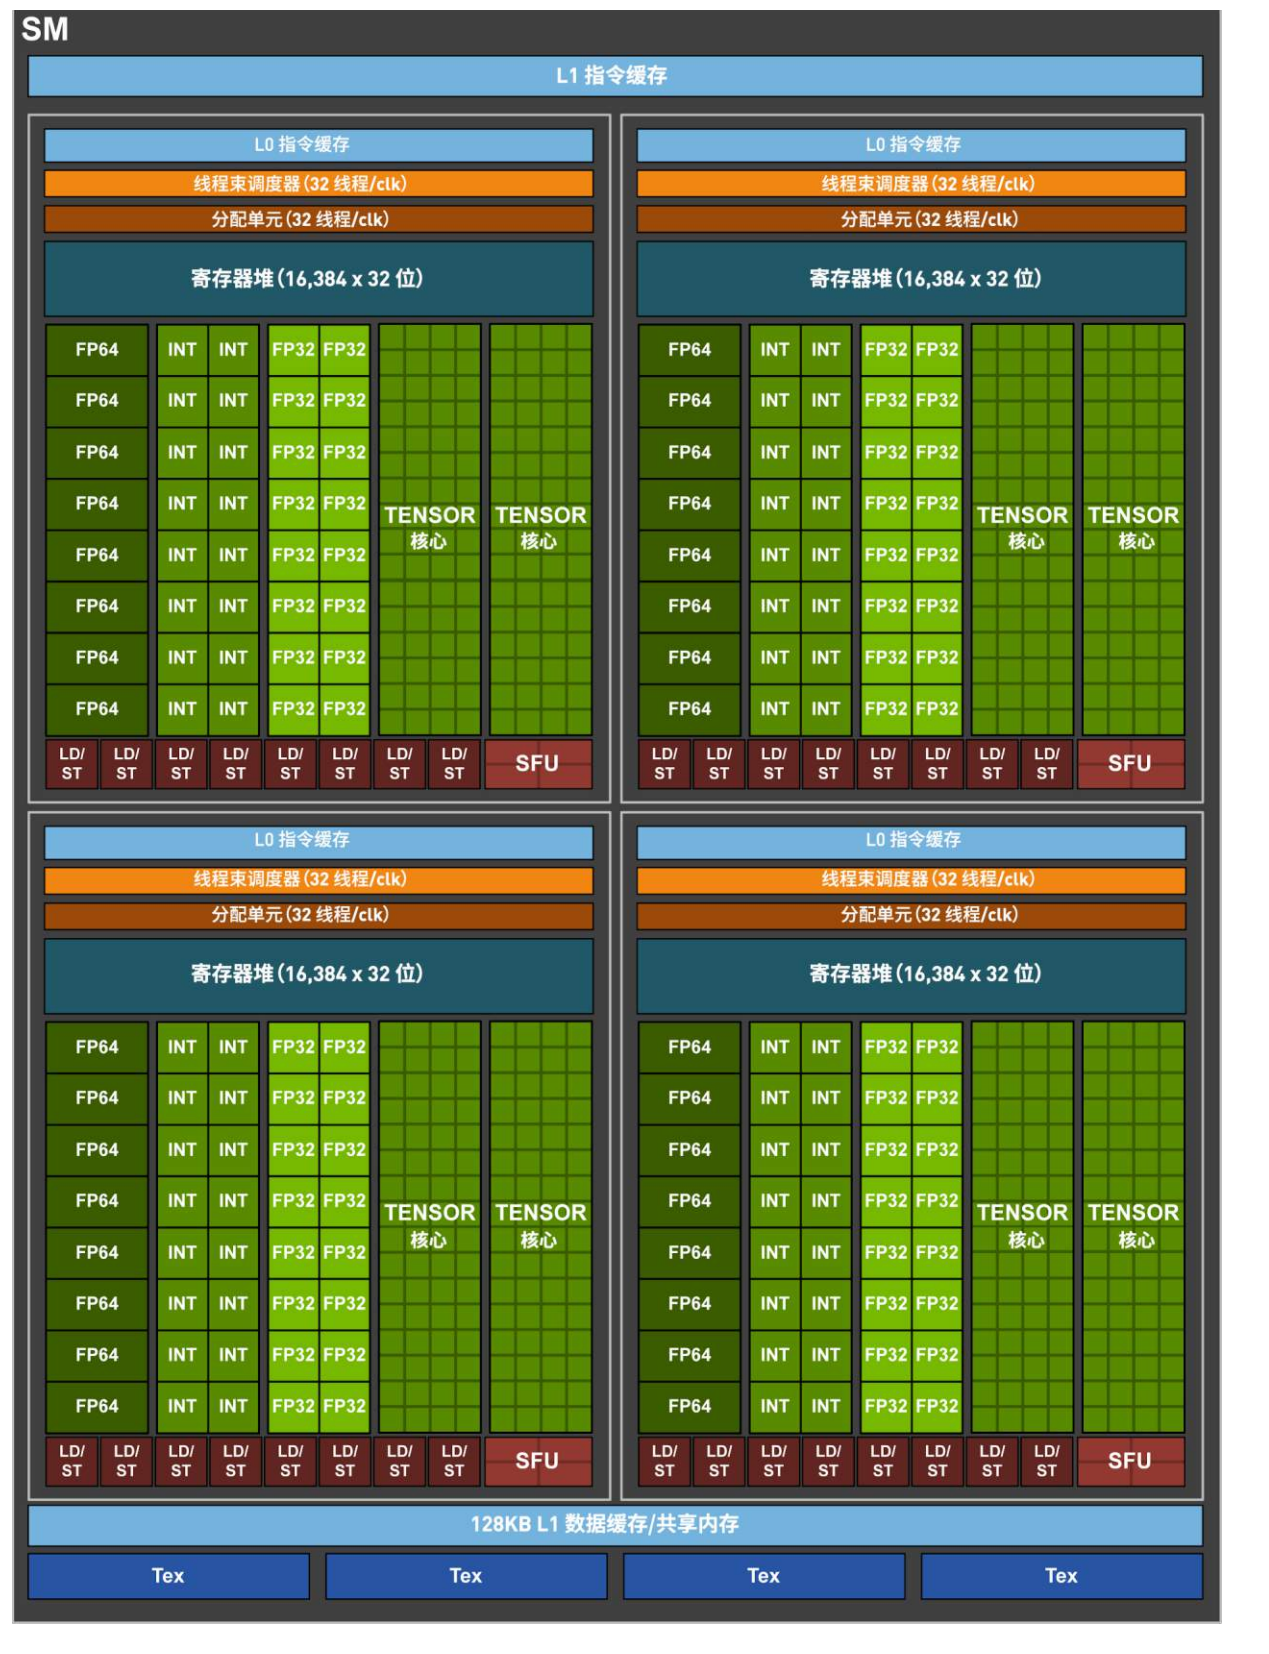 SM
L1 指令缓存
L0 指令缓存
线程束调度器（32 线程/clk）
分配单元（32 线程/clk）
寄存器堆（16,384 x 32 位）
FP64 INT INT FP32 FP32
FP64 INT INT FP32 FP32
FP64 INT INT FP32 FP32
FP64 INT INT FP32 FP32
FP64 INT INT FP32 FP32
FP64 INT INT FP32 FP32
FP64 INT INT FP32 FP32
FP64 INT INT FP32 FP32
TENSOR TENSOR
核心 核心
LD/ LD/ LD/ LD/ LD/ LD/ LD/ LD/
ST ST ST ST ST ST ST ST
SFU
L0 指令缓存
线程束调度器（32 线程/clk）
分配单元（32 线程/clk）
寄存器堆（16,384 x 32 位）
FP64 INT INT FP32 FP32
FP64 INT INT FP32 FP32
FP64 INT INT FP32 FP32
FP64 INT INT FP32 FP32
FP64 INT INT FP32 FP32
FP64 INT INT FP32 FP32
FP64 INT INT FP32 FP32
FP64 INT INT FP32 FP32
TENSOR TENSOR
核心 核心
LD/ LD/ LD/ LD/ LD/ LD/ LD/ LD/
ST ST ST ST ST ST ST ST
SFU
L0 指令缓存
线程束调度器（32 线程/clk）
分配单元（32 线程/clk）
寄存器堆（16,384 x 32 位）
FP64 INT INT FP32 FP32
FP64 INT INT FP32 FP32
FP64 INT INT FP32 FP32
FP64 INT INT FP32 FP32
FP64 INT INT FP32 FP32
FP64 INT INT FP32 FP32
FP64 INT INT FP32 FP32
FP64 INT INT FP32 FP32
TENSOR TENSOR
核心 核心
LD/ LD/ LD/ LD/ LD/ LD/ LD/ LD/
ST ST ST ST ST ST ST ST
SFU
L0 指令缓存
线程束调度器（32 线程/clk）
分配单元（32 线程/clk）
寄存器堆（16,384 x 32 位）
FP64 INT INT FP32 FP32
FP64 INT INT FP32 FP32
FP64 INT INT FP32 FP32
FP64 INT INT FP32 FP32
FP64 INT INT FP32 FP32
FP64 INT INT FP32 FP32
FP64 INT INT FP32 FP32
FP64 INT INT FP32 FP32
TENSOR TENSOR
核心 核心
LD/ LD/ LD/ LD/ LD/ LD/ LD/ LD/
ST ST ST ST ST ST ST ST
SFU
128KB L1 数据缓存/共享内存
Tex Tex Tex Tex